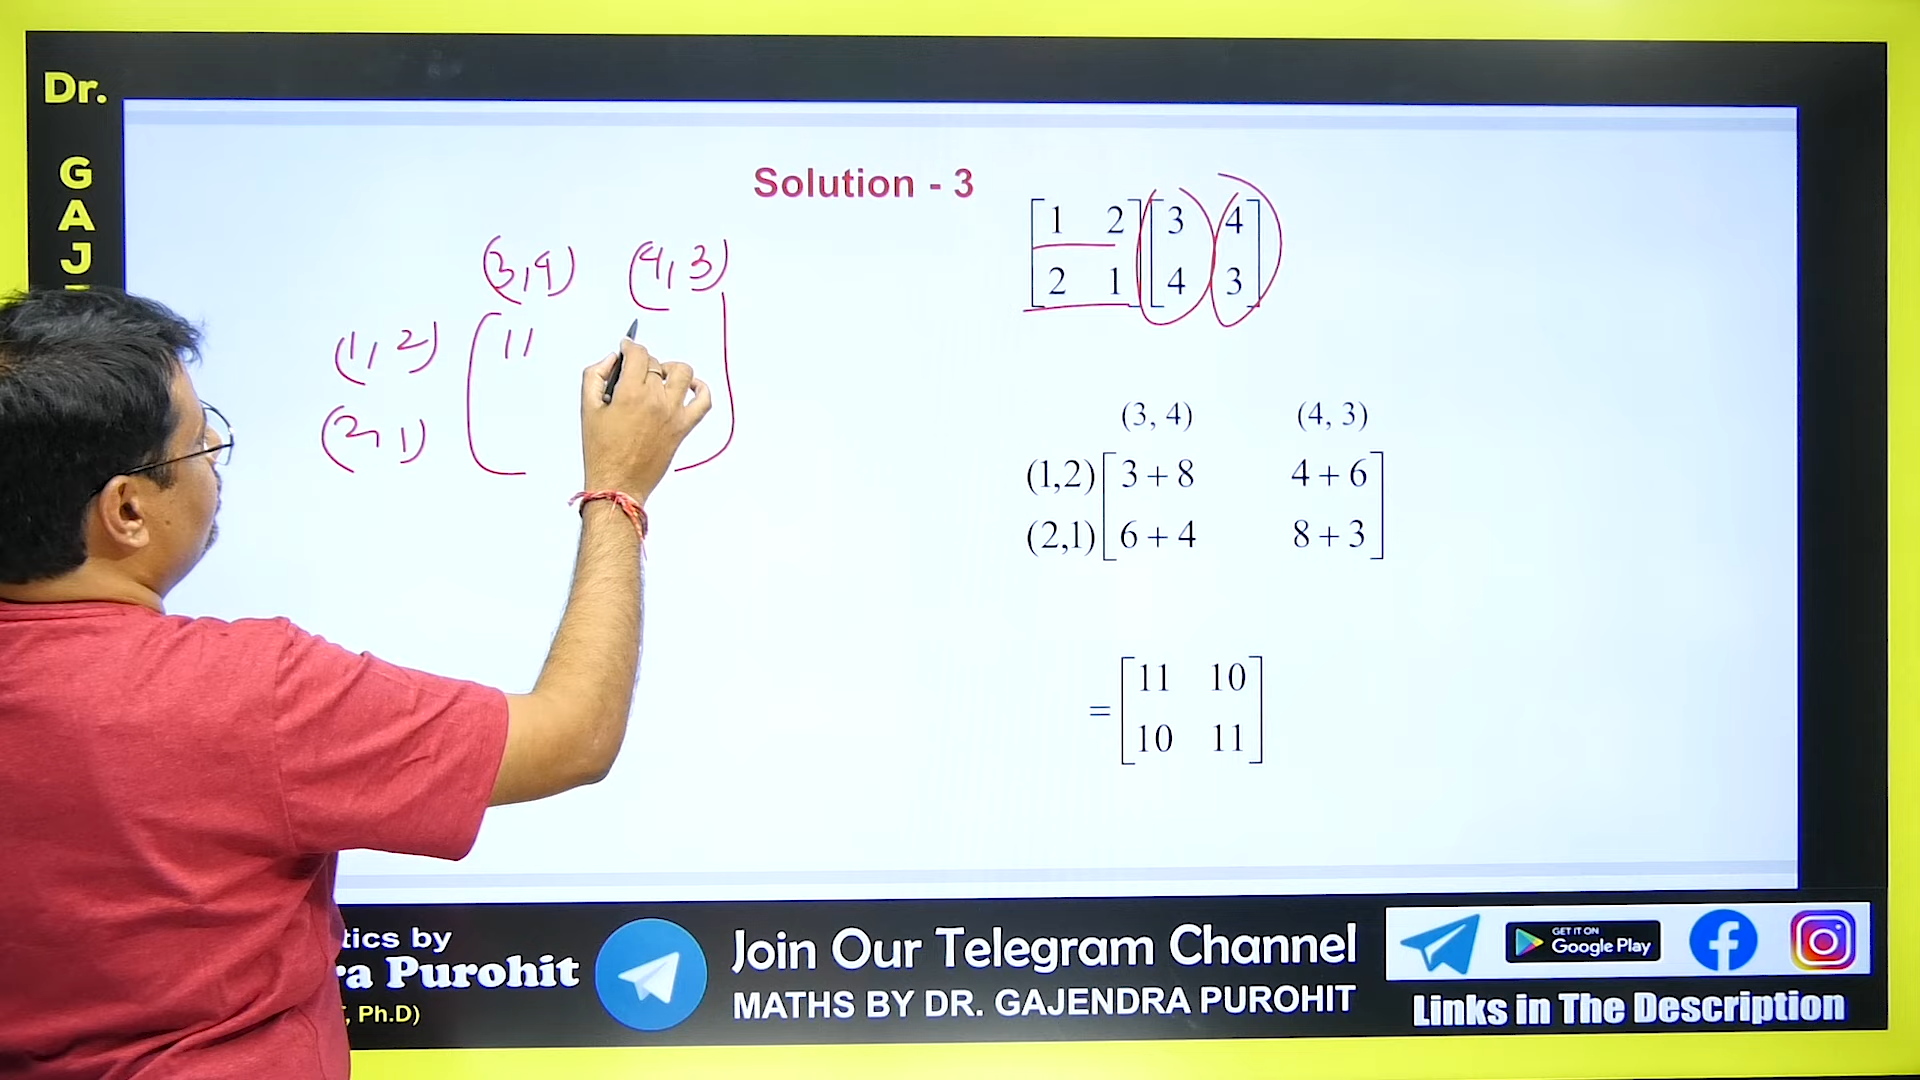 Dr.
G
A
J
Solution - 3
[1 2] [3 4]
[2 1] [4 3]
(3,4) (4,3)
(1,2) [11
(2,1)
(3, 4) (4, 3)
(1,2) [3 + 8 4 + 6]
(2,1) [6 + 4 8 + 3]
= [11 10]
[10 11]
tics by
ra Purohit
, Ph.D)
Join Our Telegram Channel
MATHS BY DR. GAJENDRA PUROHIT
GET IT ON
Google Play
Links in The Description